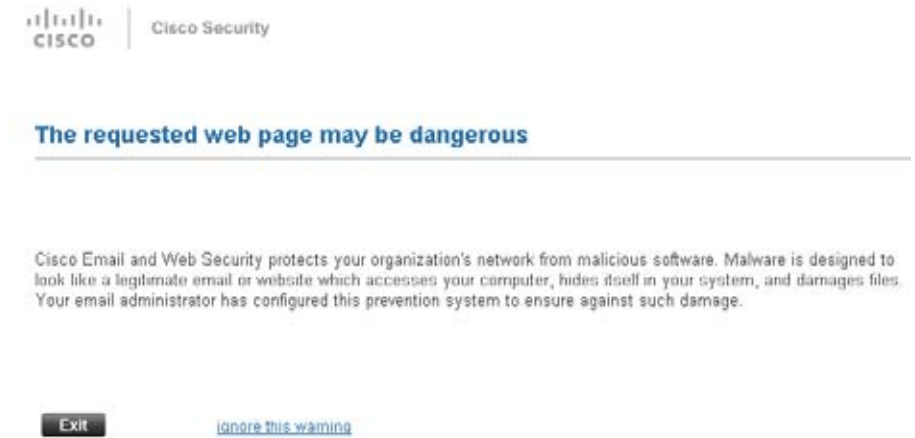 CISCO
Cisco Security
The requested web page may be dangerous
Cisco Email and Web Security protects your organization's network from malicious software. Malware is designed to
look like a legitimate email or website which accesses your computer, hides itself in your system, and damages files.
Your email administrator has configured this prevention system to ensure against such damage.
Exit
ignore this warning